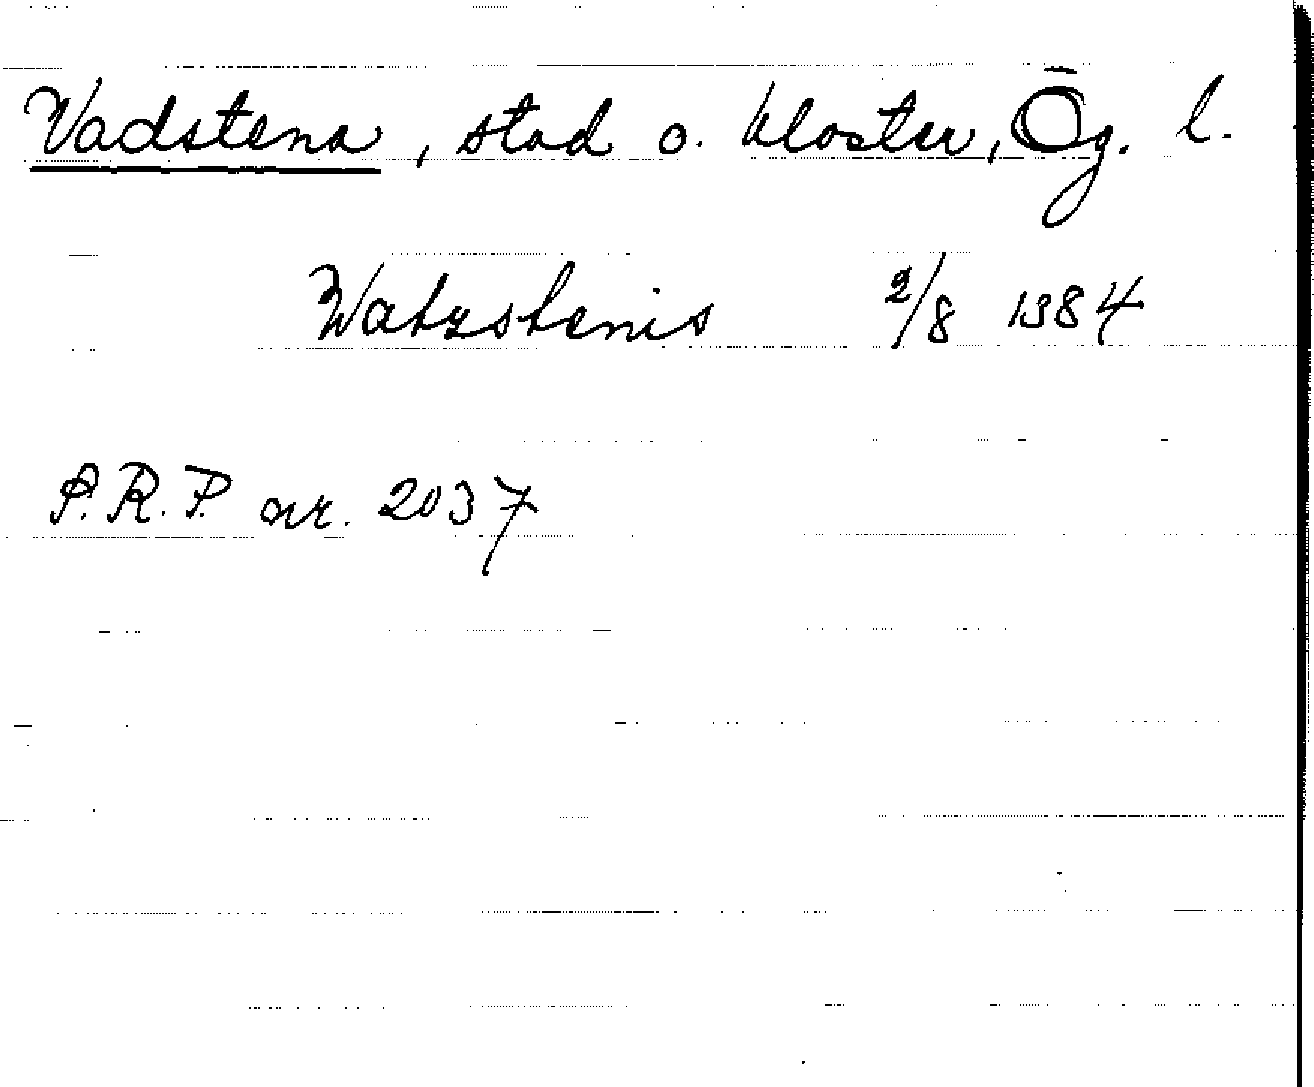 Vadstena, stad o. kloster, Ög. l.
Watzstenis 2/8 1384
S.R.P. nr. 2037